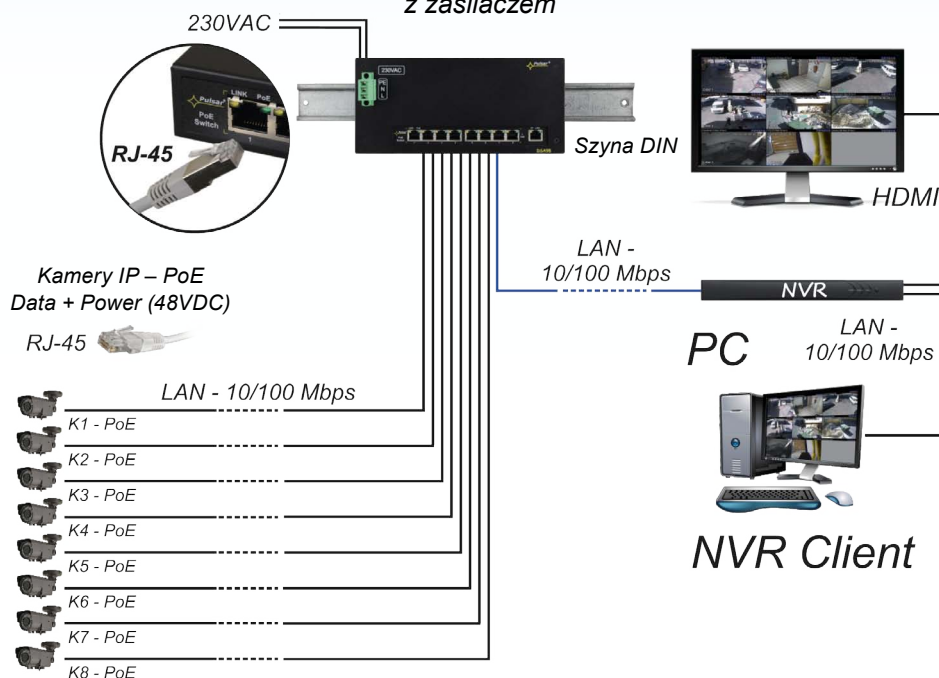 z zasilaczem
230VAC
230VAC
PE
N
L
Pulsar
LINK PoE
Pulsar
PoE
Switch
1
RJ-45
Szyna DIN
HDMI
LAN -
10/100 Mbps
Kamery IP – PoE
Data + Power (48VDC)
RJ-45
NVR
PC
LAN -
10/100 Mbps
LAN - 10/100 Mbps
K1 - PoE
K2 - PoE
K3 - PoE
K4 - PoE
K5 - PoE
K6 - PoE
K7 - PoE
K8 - PoE
NVR Client